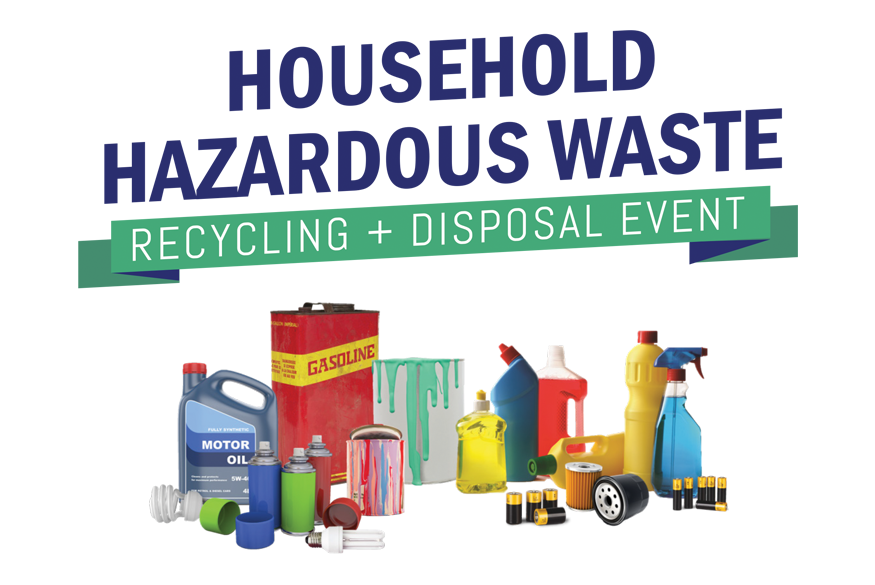 HOUSEHOLD
HAZARDOUS WASTE
RECYCLING + DISPOSAL EVENT
GASOLINE
FULLY SYNTHETIC
MOTOR
OIL